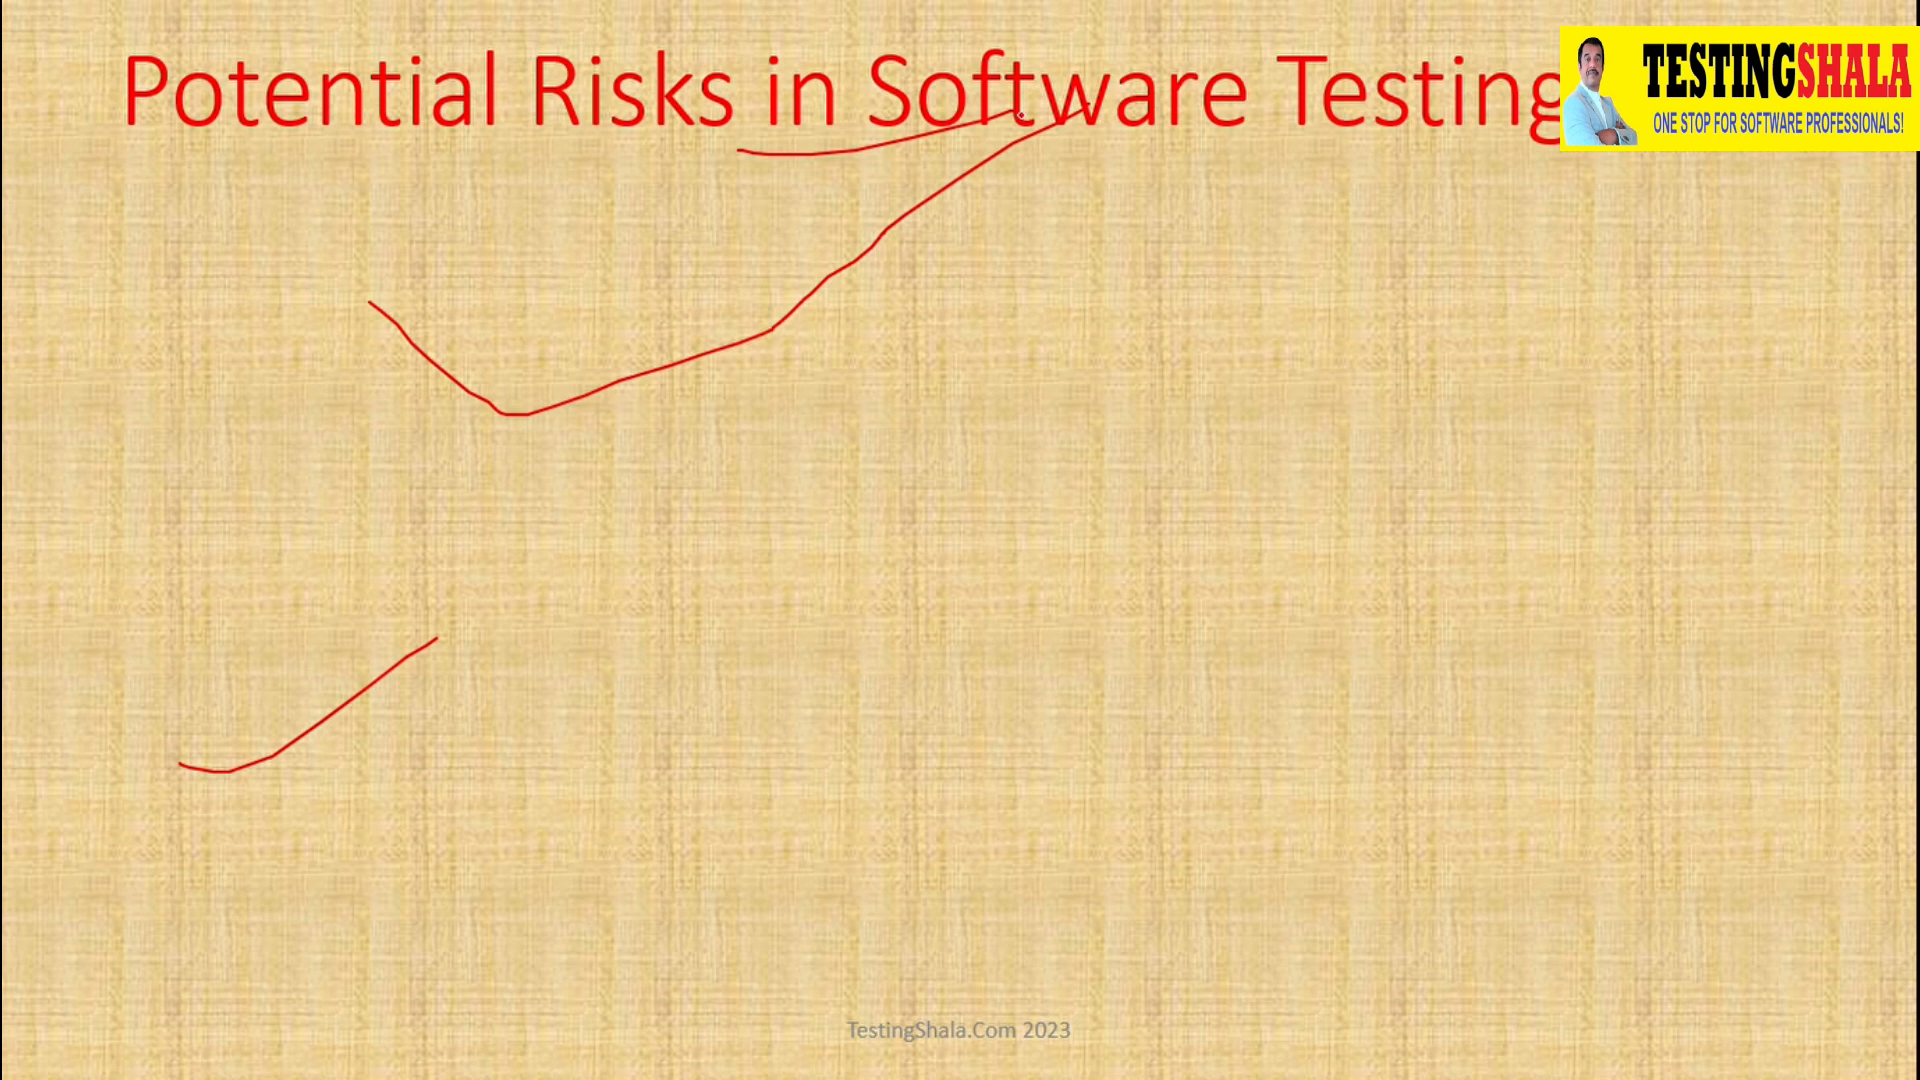 Potential Risks in Software Testing
TESTINGSHALA
ONE STOP FOR SOFTWARE PROFESSIONALS!
TestingShala.Com 2023